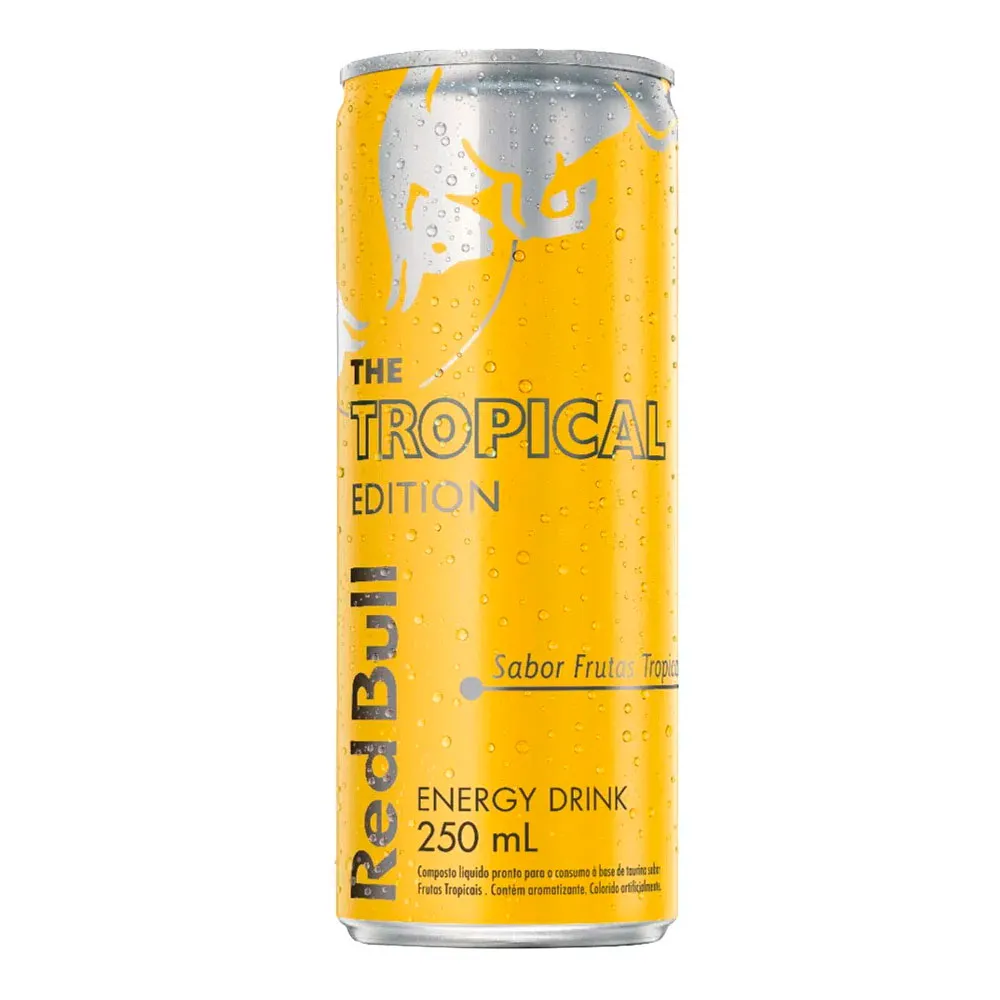 THE
TROPICAL
EDITION
Red Bull
Sabor Frutas
ENERGY DRINK
250 mL
Composto líquido pronto para o consumo à base de taurina sabor
Frutas Tropicais . Contém aromatizante. Colorido artificialmente.